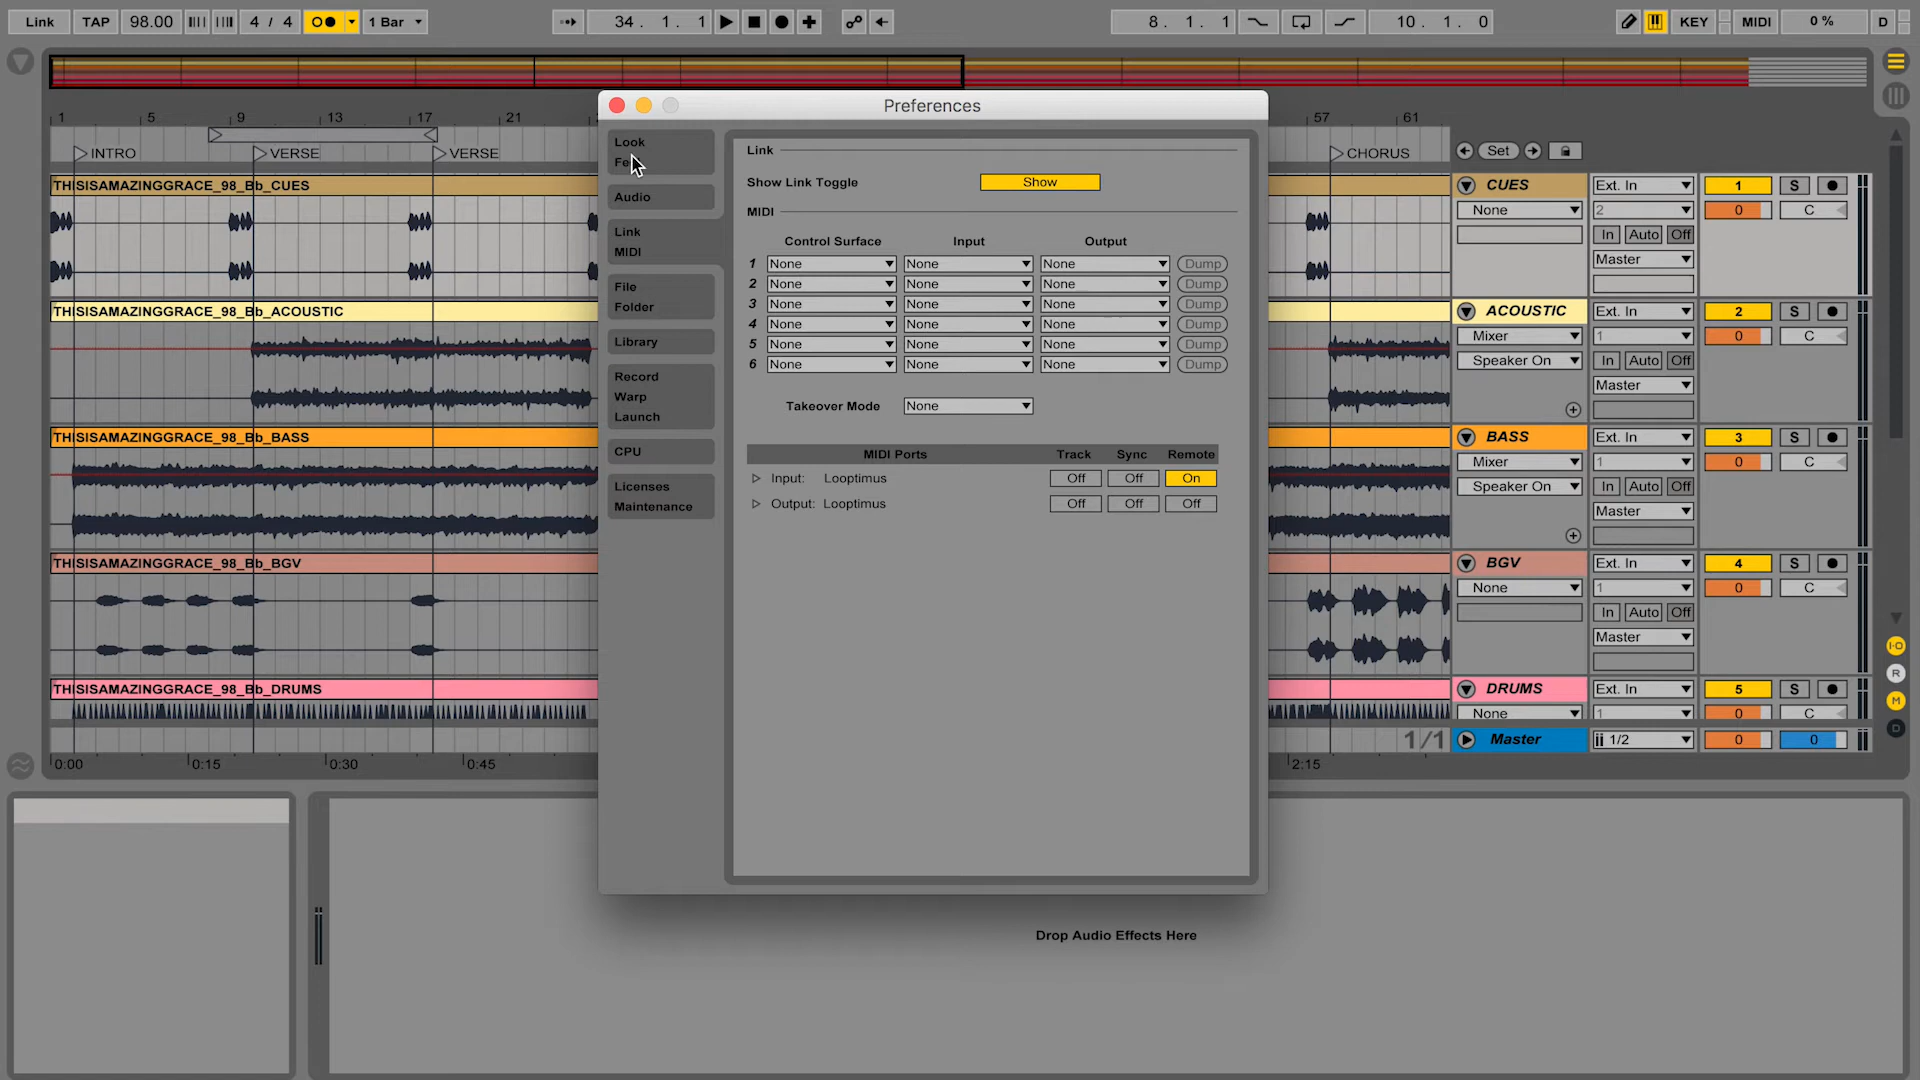 Link TAP 98.00 4 / 4 1 Bar 34. 1. 1 8. 1. 1 10. 1. 0 KEY MIDI 0 % D
Preferences
1 5 9 13 17 21 57 61
INTRO VERSE VERSE CHORUS Set
THISISAMAZINGGRACE_98_Bb_CUES
THISISAMAZINGGRACE_98_Bb_ACOUSTIC
THISISAMAZINGGRACE_98_Bb_BASS
THISISAMAZINGGRACE_98_Bb_BGV
THISISAMAZINGGRACE_98_Bb_DRUMS
0:00 0:15 0:30 0:45 2:15
1/1
Look
Audio
Link
MIDI
File
Folder
Library
Record
Warp
Launch
CPU
Licenses
Maintenance
Link
Show Link Toggle Show
MIDI
Control Surface Input Output
1 None None None Dump
2 None None None Dump
3 None None None Dump
4 None None None Dump
5 None None None Dump
6 None None None Dump
Takeover Mode None
MIDI Ports Track Sync Remote
Input: Looptimus Off Off On
Output: Looptimus Off Off Off
CUES Ext. In 1 S
None 2 0 C
In Auto Off
Master
ACOUSTIC Ext. In 2 S
Mixer 1 0 C
Speaker On In Auto Off
Master
BASS Ext. In 3 S
Mixer 1 0 C
Speaker On In Auto Off
Master
BGV Ext. In 4 S
None 1 0 C
In Auto Off
Master
DRUMS Ext. In 5 S
None 1 0 C
Master 1/2 0 0
I·O
R
M
D
Drop Audio Effects Here